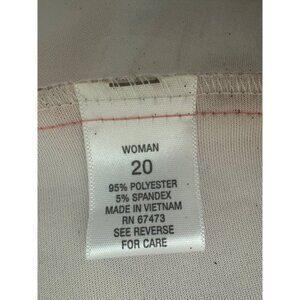 WOMAN
20
95% POLYESTER
5% SPANDEX
MADE IN VIETNAM
RN 67473
SEE REVERSE
FOR CARE